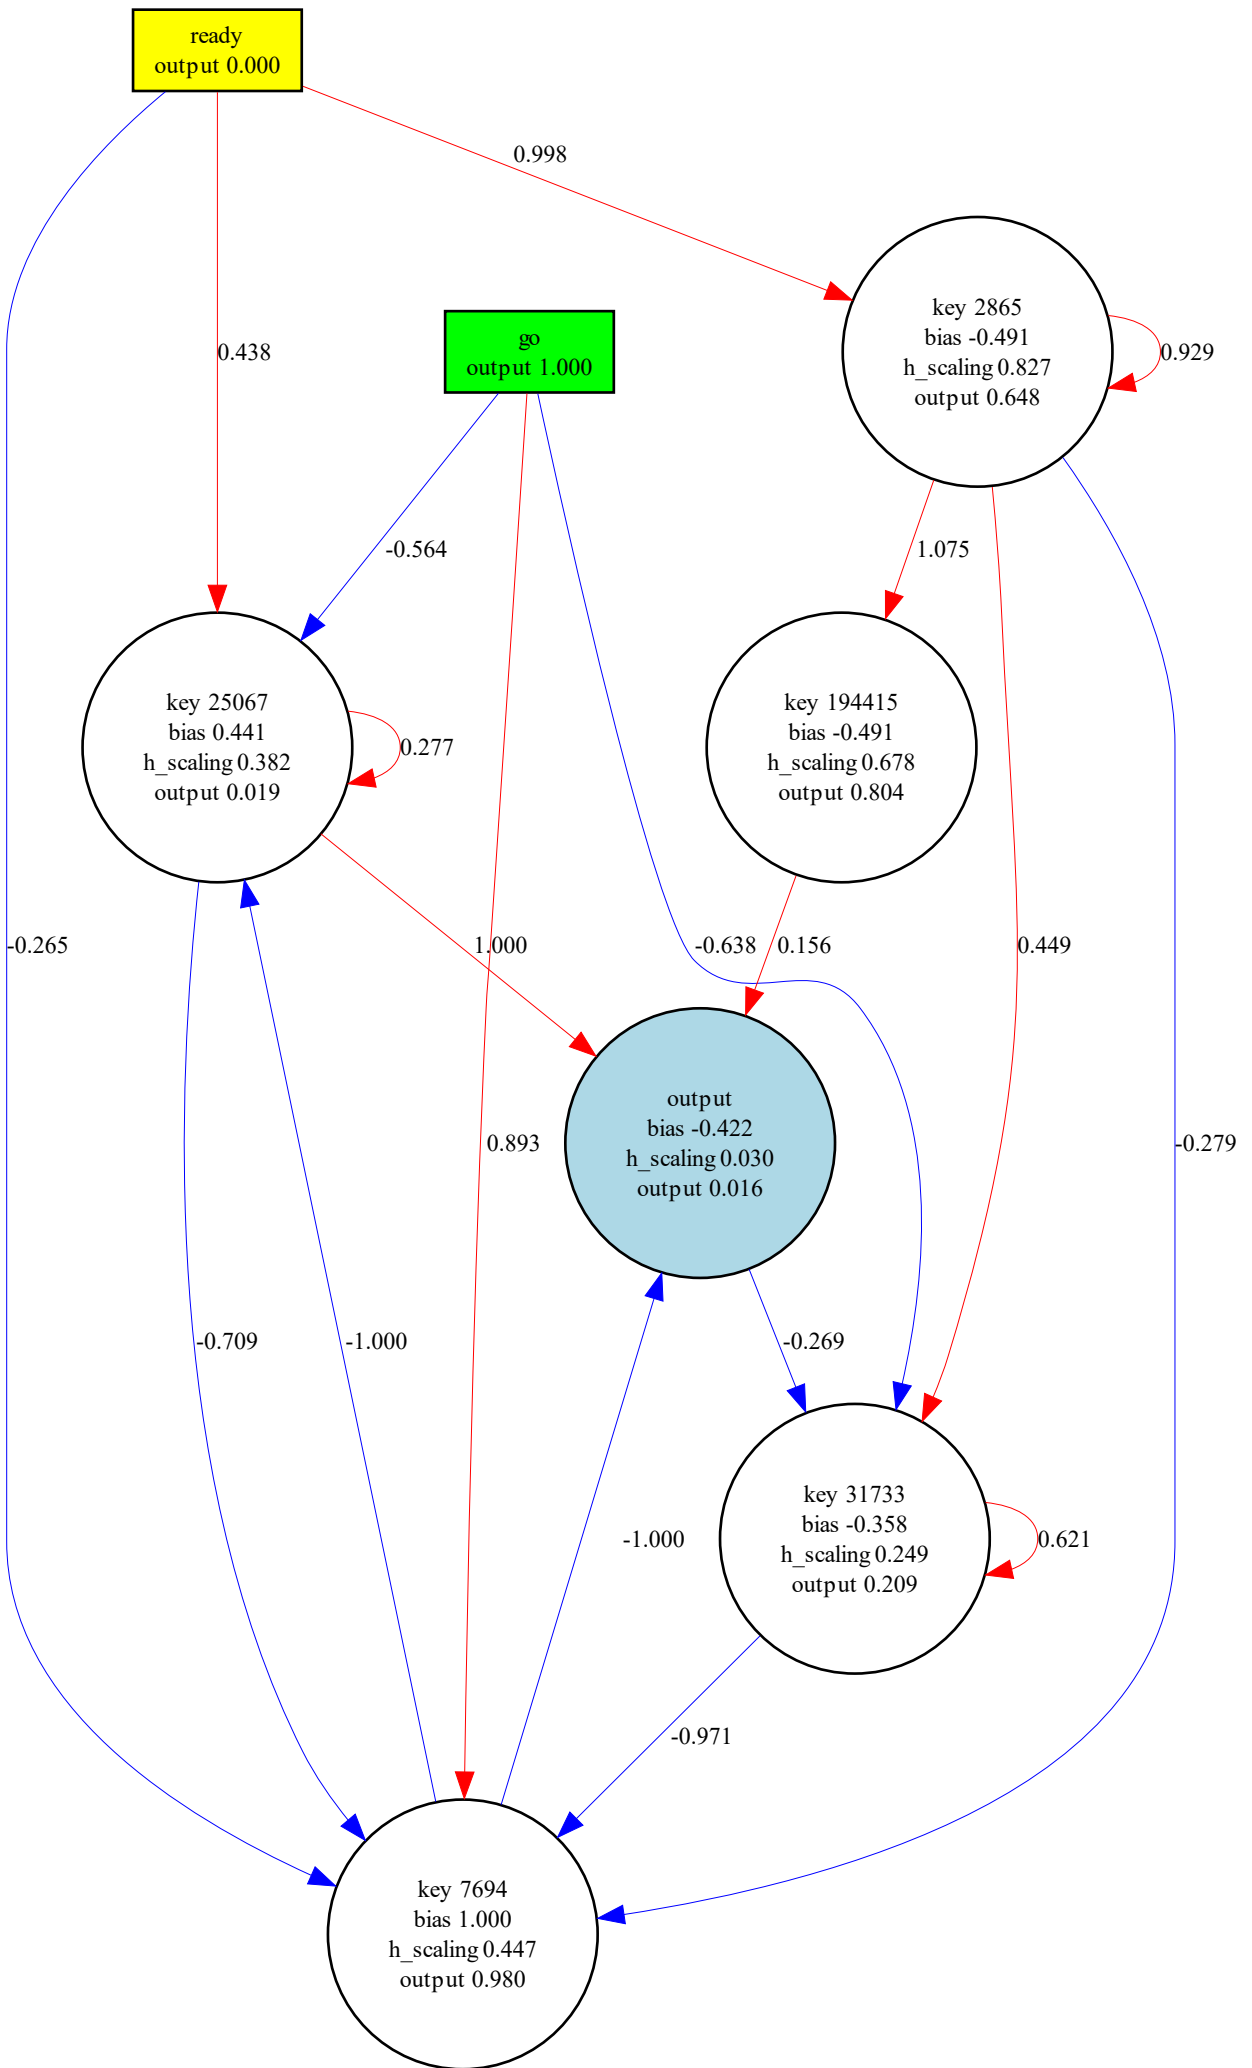 ready
output 0.000
0.998
key 2865
bias -0.491
h_scaling 0.827
output 0.648
0.929
0.438
go
output 1.000
-0.564
1.075
key 25067
bias 0.441
h_scaling 0.382
output 0.019
0.277
key 194415
bias -0.491
h_scaling 0.678
output 0.804
-0.265
1.000
-0.638
0.156
0.449
output
bias -0.422
h_scaling 0.030
output 0.016
0.893
-0.279
-0.709
-1.000
-0.269
-1.000
key 31733
bias -0.358
h_scaling 0.249
output 0.209
0.621
-0.971
key 7694
bias 1.000
h_scaling 0.447
output 0.980